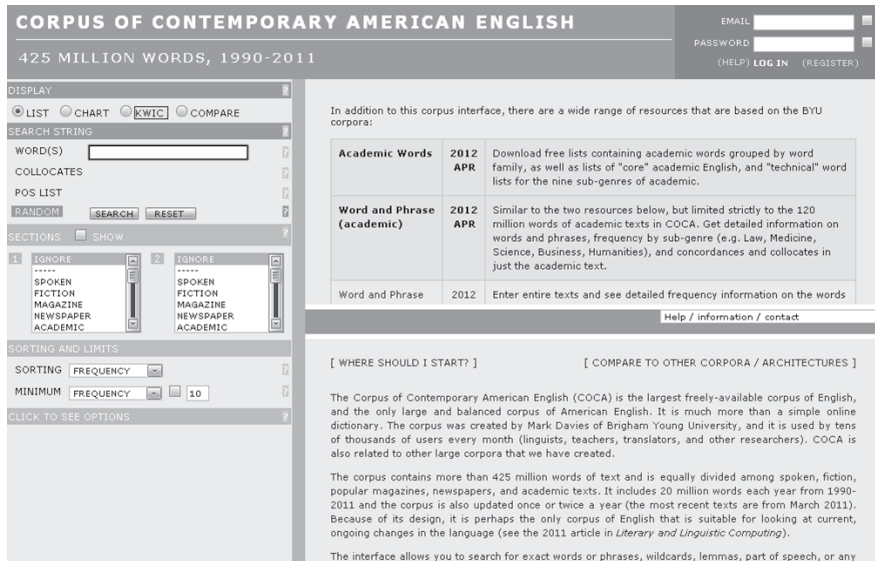 CORPUS OF CONTEMPORARY AMERICAN ENGLISH
425 MILLION WORDS, 1990-2011
EMAIL
PASSWORD
(HELP) LOG IN (REGISTER)
DISPLAY ?
LIST CHART KWIC COMPARE
SEARCH STRING ?
WORD(S) ?
COLLOCATES ?
POS LIST ?
RANDOM SEARCH RESET ?
SECTIONS SHOW ?
1 IGNORE
-----
SPOKEN
FICTION
MAGAZINE
NEWSPAPER
ACADEMIC
2 IGNORE
-----
SPOKEN
FICTION
MAGAZINE
NEWSPAPER
ACADEMIC
SORTING AND LIMITS
SORTING FREQUENCY ?
MINIMUM FREQUENCY 10 ?
CLICK TO SEE OPTIONS ?
In addition to this corpus interface, there are a wide range of resources that are based on the BYU
corpora:
Academic Words 2012 APR
Download free lists containing academic words grouped by word
family, as well as lists of "core" academic English, and "technical" word
lists for the nine sub-genres of academic.
Word and Phrase (academic) 2012 APR
Similar to the two resources below, but limited strictly to the 120
million words of academic texts in COCA. Get detailed information on
words and phrases, frequency by sub-genre (e.g. Law, Medicine,
Science, Business, Humanities), and concordances and collocates in
just the academic text.
Word and Phrase 2012 Enter entire texts and see detailed frequency information on the words
Help / information / contact
[ WHERE SHOULD I START? ] [ COMPARE TO OTHER CORPORA / ARCHITECTURES ]
The Corpus of Contemporary American English (COCA) is the largest freely-available corpus of English,
and the only large and balanced corpus of American English. It is much more than a simple online
dictionary. The corpus was created by Mark Davies of Brigham Young University, and it is used by tens
of thousands of users every month (linguists, teachers, translators, and other researchers). COCA is
also related to other large corpora that we have created.
The corpus contains more than 425 million words of text and is equally divided among spoken, fiction,
popular magazines, newspapers, and academic texts. It includes 20 million words each year from 1990-
2011 and the corpus is also updated once or twice a year (the most recent texts are from March 2011).
Because of its design, it is perhaps the only corpus of English that is suitable for looking at current,
ongoing changes in the language (see the 2011 article in Literary and Linguistic Computing).
The interface allows you to search for exact words or phrases, wildcards, lemmas, part of speech, or any